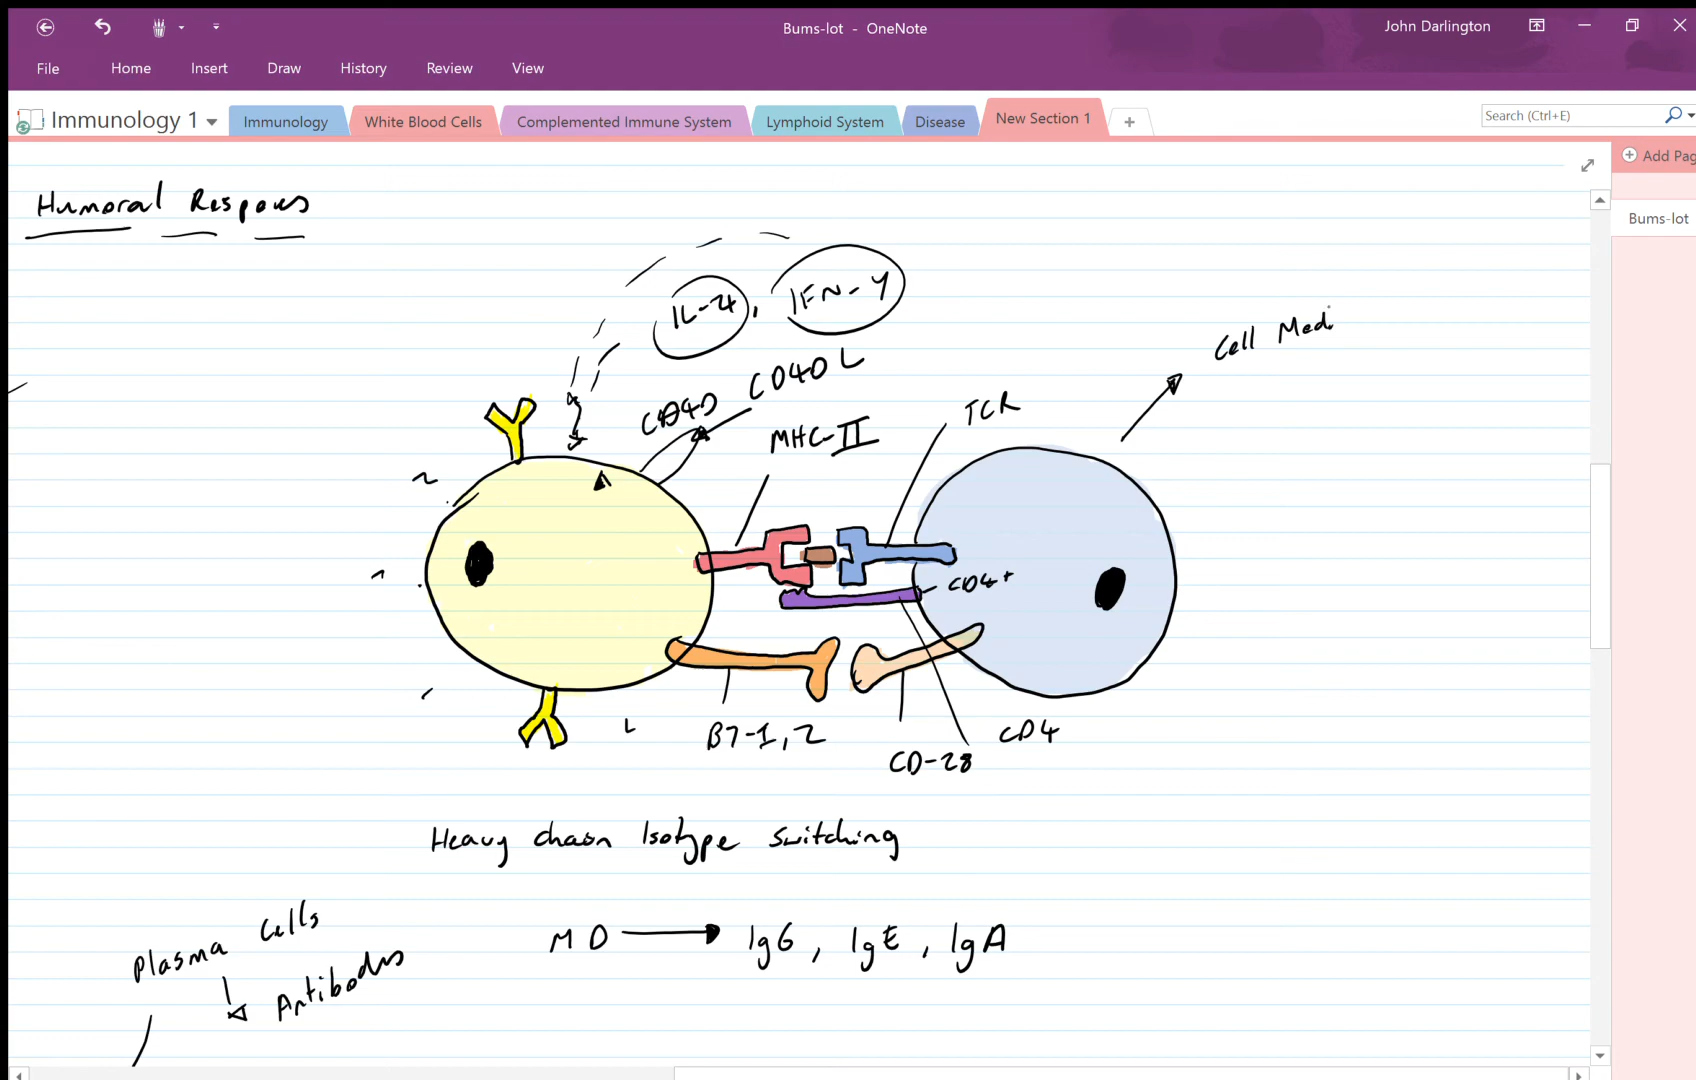 Bums-lot - OneNote
John Darlington
File Home Insert Draw History Review View
Immunology 1
Immunology
White Blood Cells
Complemented Immune System
Lymphoid System
Disease
New Section 1
Search (Ctrl+E)
Add Pag
Bums-lot
Humoral
IL-4, IFN-γ
Cell Medi
CD40 CD40L
MHC-II
TCR
CD4+
B7-1,2
CD-28
CD4
Heavy chain Isotype switching
Plasma Cells
Antibodies
M D → IgG, IgE, IgA